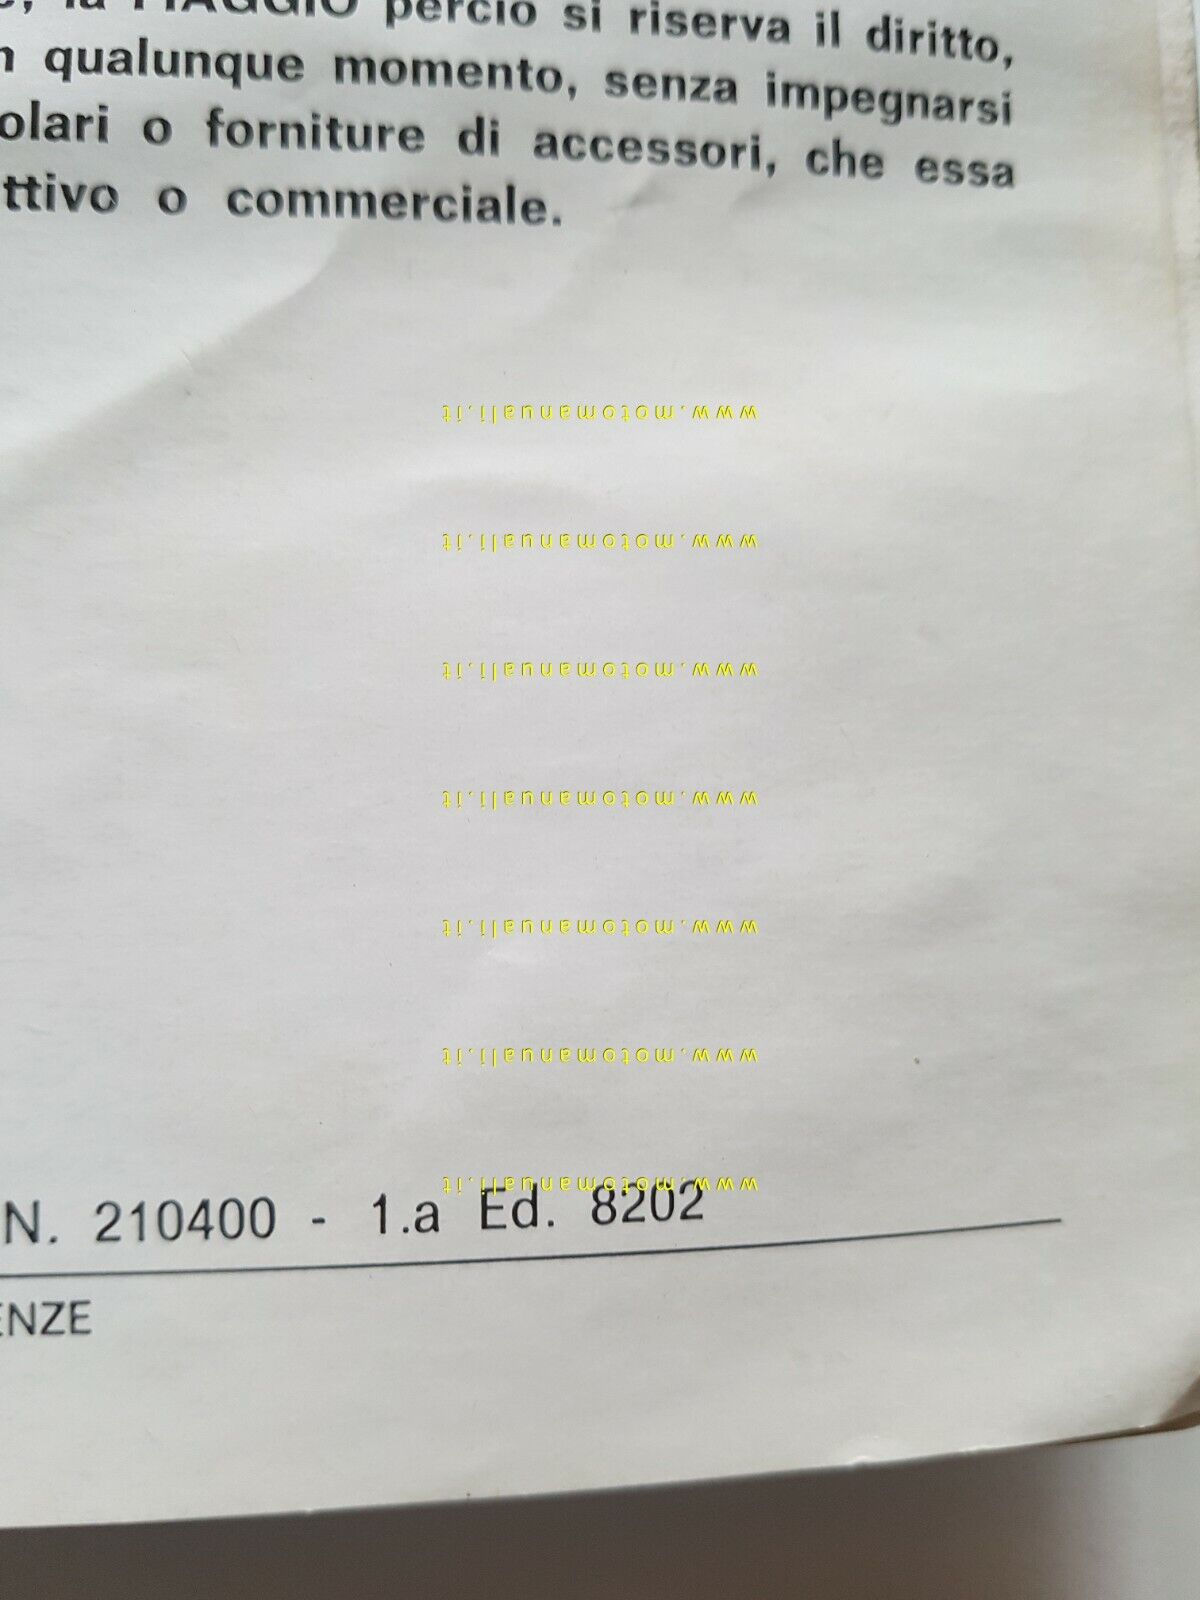 la PIAGGIO perciò si riserva il diritto,
qualunque momento, senza impegnarsi
olari o forniture di accessori, che essa
ttivo o commerciale.
www.motomanuali.it
www.motomanuali.it
www.motomanuali.it
www.motomanuali.it
www.motomanuali.it
www.motomanuali.it
www.motomanuali.it
N. 210400 - 1.a Ed. 8202
ENZE